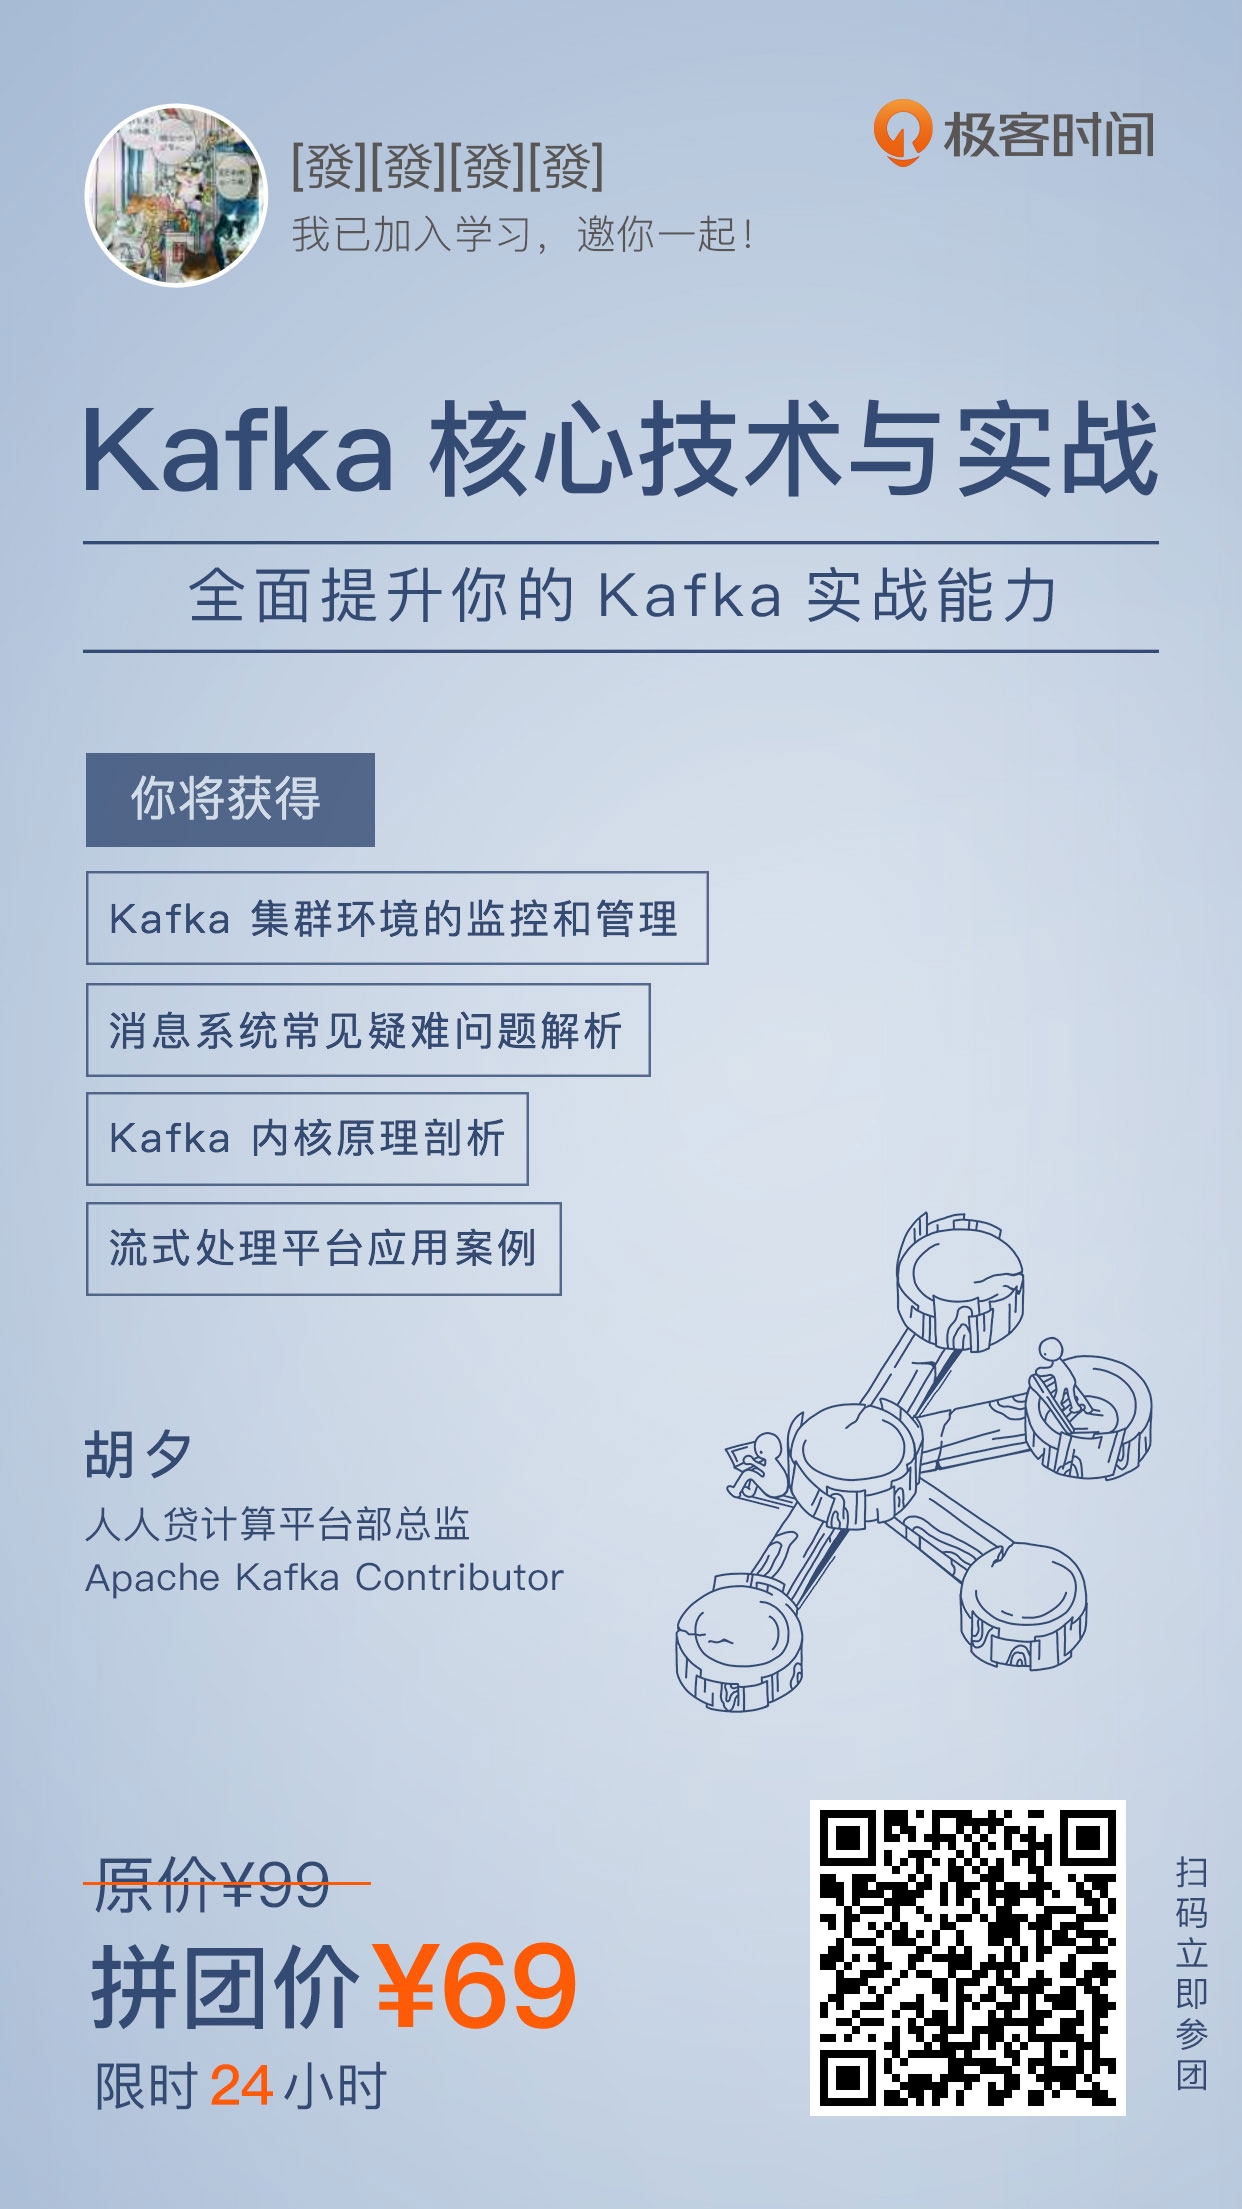 [發][發][發][發]
极客时间
我已加入学习，邀你一起！
Kafka 核心技术与实战
全面提升你的 Kafka 实战能力
你将获得
Kafka 集群环境的监控和管理
消息系统常见疑难问题解析
Kafka 内核原理剖析
流式处理平台应用案例
胡夕
人人贷计算平台部总监
Apache Kafka Contributor
原价¥99
拼团价¥69
限时24小时
扫码立即参团